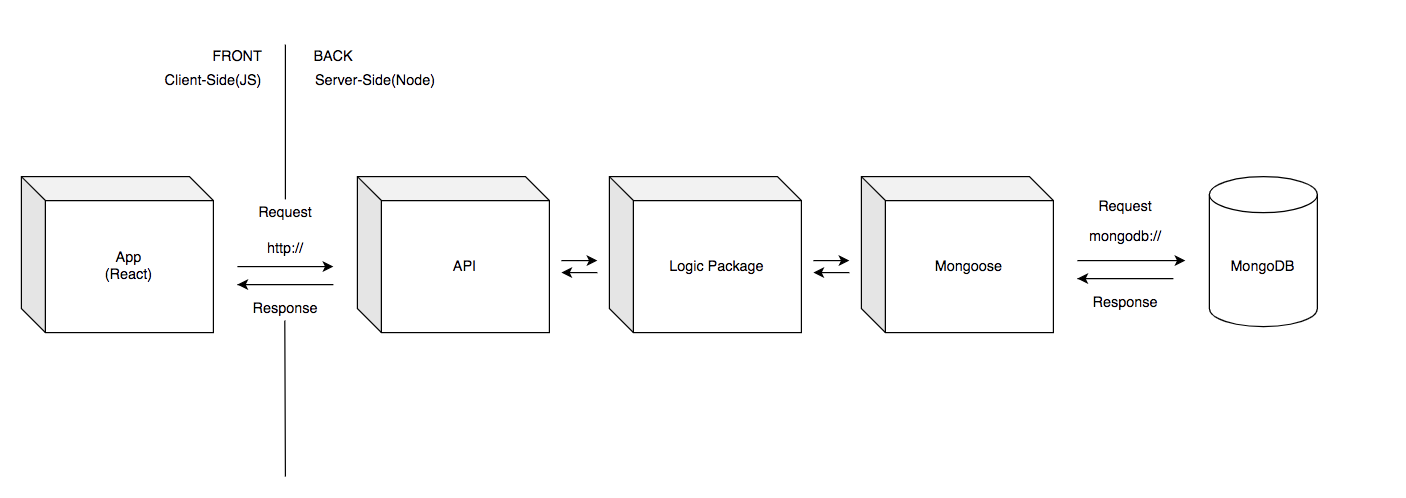 FRONT
BACK
Client-Side(JS)
Server-Side(Node)
App
(React)
Request
http://
Response
API
Logic Package
Mongoose
Request
mongodb://
Response
MongoDB